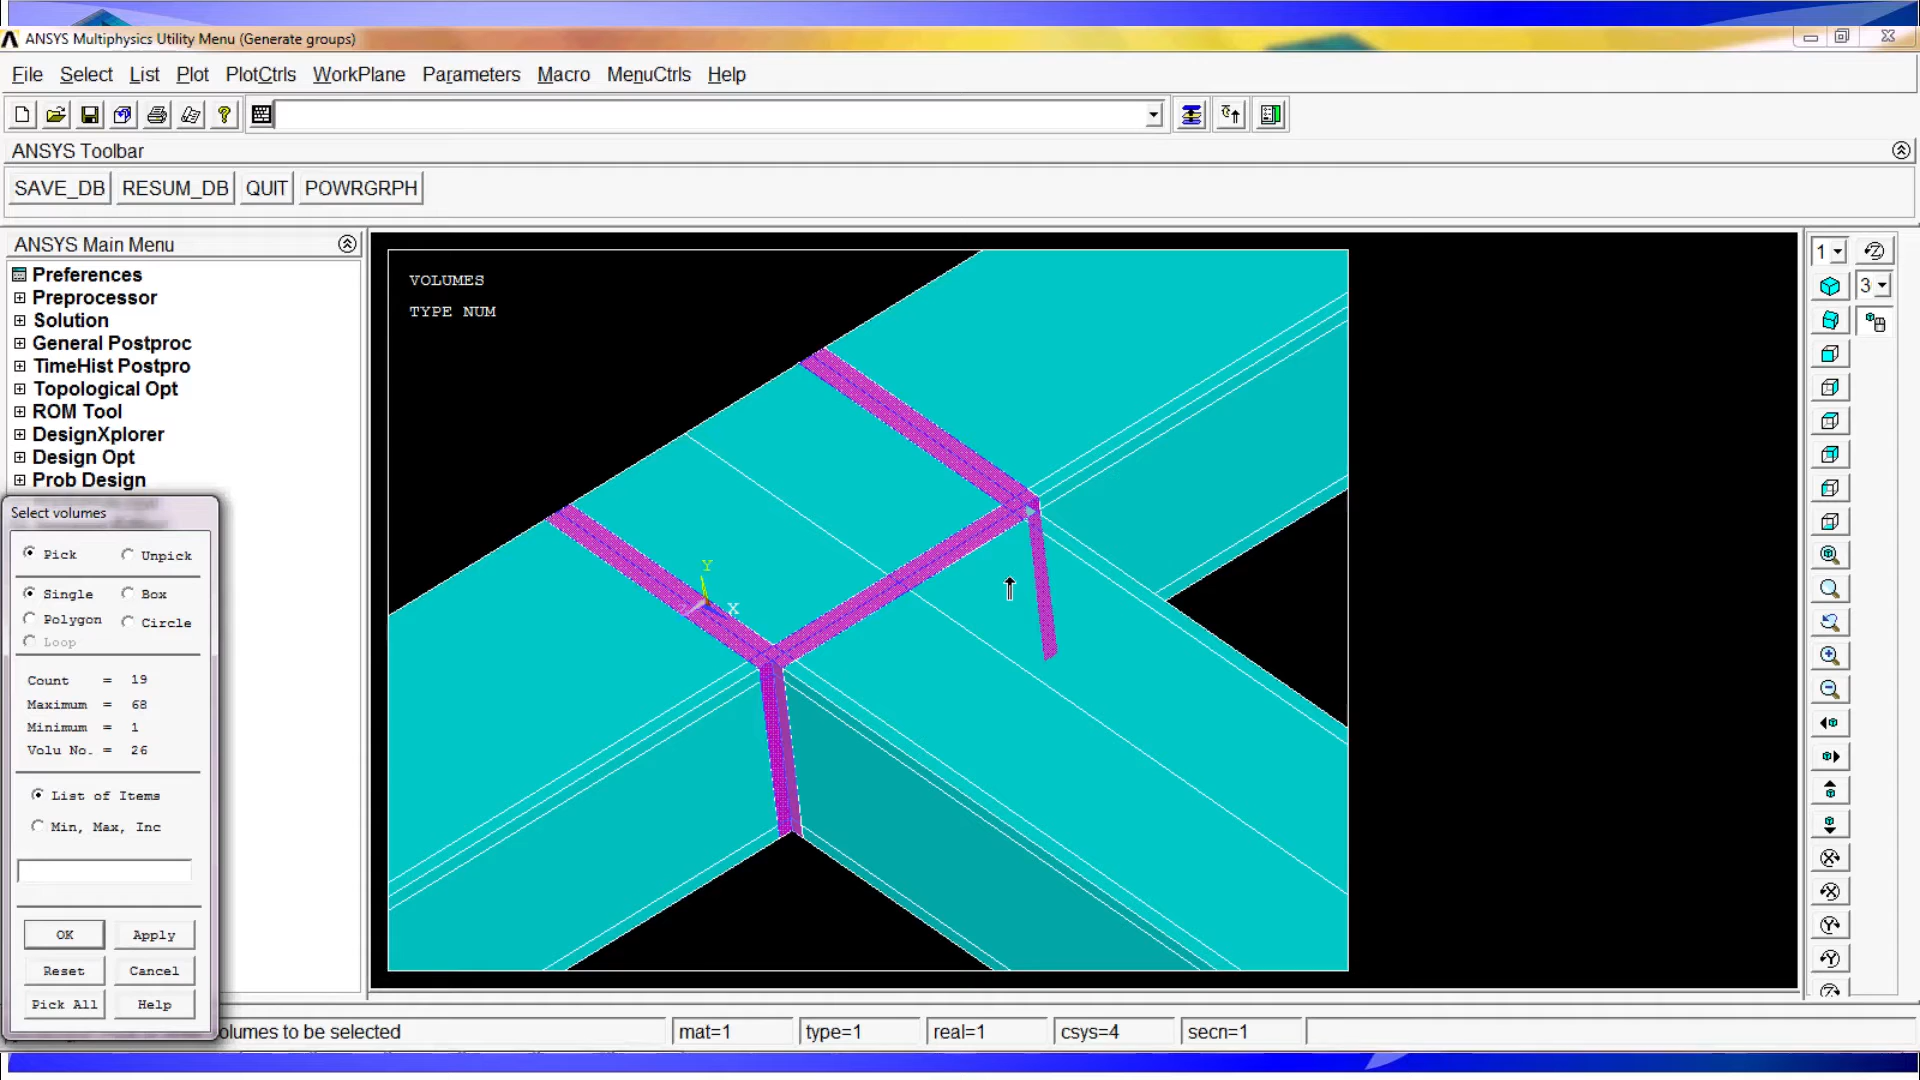 ANSYS Multiphysics Utility Menu (Generate groups)
File Select List Plot PlotCtrls WorkPlane Parameters Macro MenuCtrls Help
ANSYS Toolbar
SAVE_DB RESUM_DB QUIT POWRGRPH
ANSYS Main Menu
Preferences
Preprocessor
Solution
General Postproc
TimeHist Postpro
Topological Opt
ROM Tool
DesignXplorer
Design Opt
Prob Design
Select volumes
Pick Unpick
Single Box
Polygon Circle
Loop
Count = 19
Maximum = 68
Minimum = 1
Volu No. = 26
List of Items
Min, Max, Inc
OK Apply
Reset Cancel
Pick All Help
VOLUMES
TYPE NUM
Y
X
Z
1
3
olumes to be selected
mat=1 type=1 real=1 csys=4 secn=1